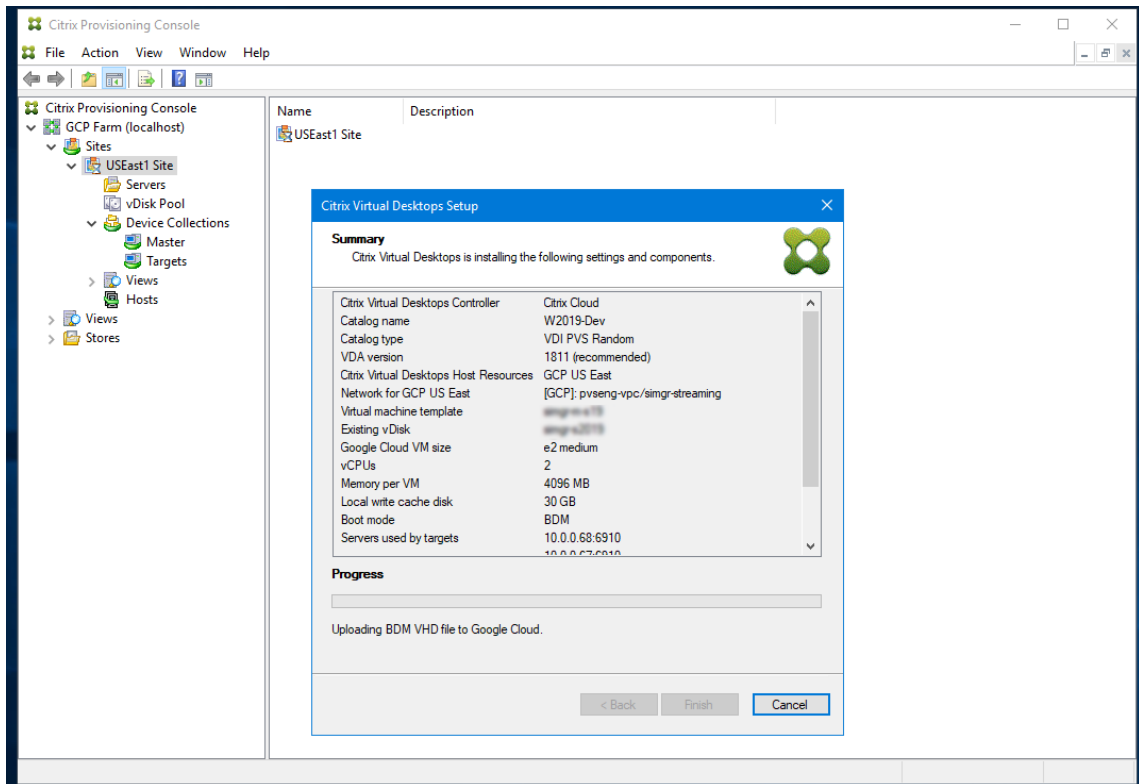 Citrix Provisioning Console
File Action View Window Help
Citrix Provisioning Console
GCP Farm (localhost)
Sites
USEast1 Site
Servers
vDisk Pool
Device Collections
Master
Targets
Views
Hosts
Views
Stores
Name Description
USEast1 Site
Citrix Virtual Desktops Setup
Summary
Citrix Virtual Desktops is installing the following settings and components.
Citrix Virtual Desktops Controller Citrix Cloud
Catalog name W2019-Dev
Catalog type VDI PVS Random
VDA version 1811 (recommended)
Citrix Virtual Desktops Host Resources GCP US East
Network for GCP US East [GCP]: pvseng-vpc/simgr-streaming
Virtual machine template
Existing vDisk
Google Cloud VM size e2 medium
vCPUs 2
Memory per VM 4096 MB
Local write cache disk 30 GB
Boot mode BDM
Servers used by targets 10.0.0.68:6910
10.0.0.67:6910
Progress
Uploading BDM VHD file to Google Cloud.
< Back Finish Cancel